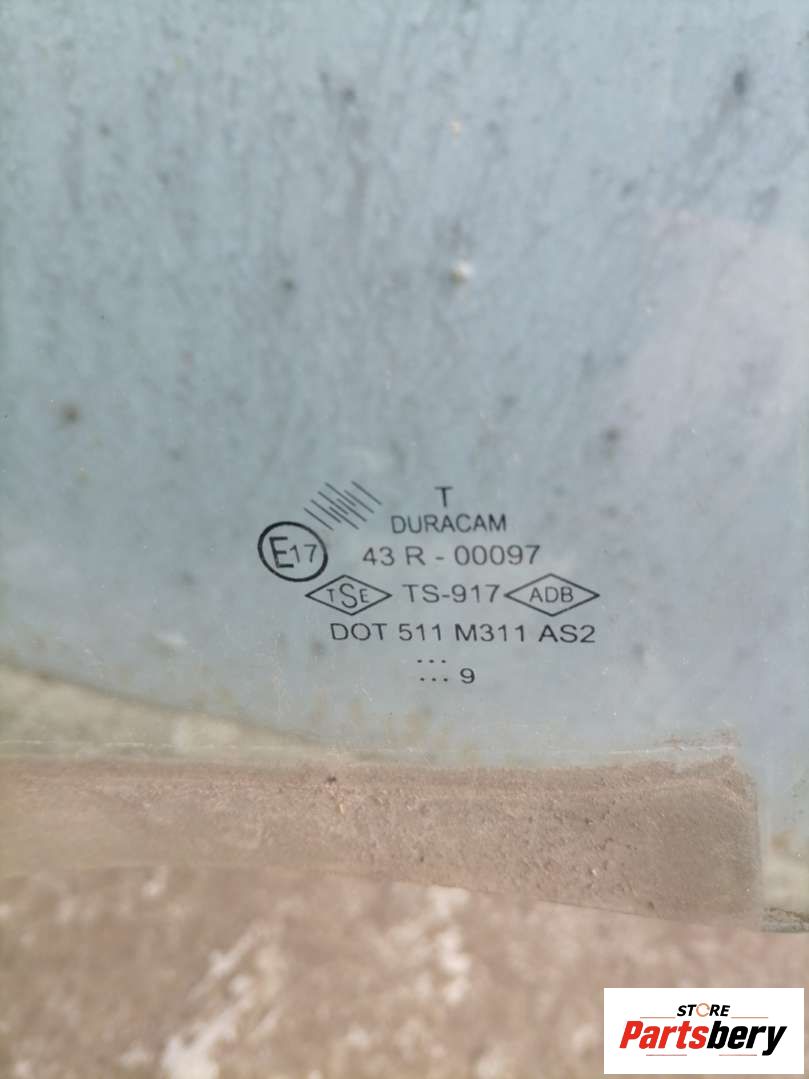 T
DURACAM
E17 43 R - 00097
TSE TS-917 ADB
DOT 511 M311 AS2
...
... 9
STORE
Partsbery